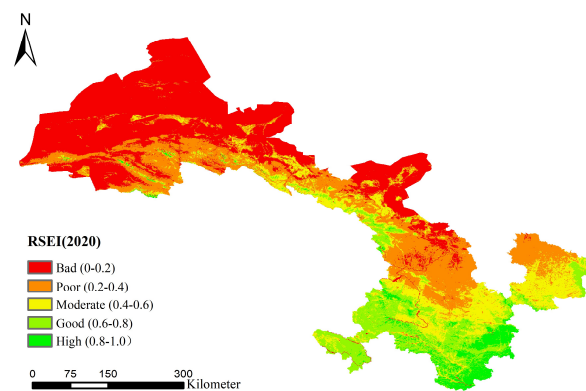 N
RSEI(2020)
Bad (0-0.2)
Poor (0.2-0.4)
Moderate (0.4-0.6)
Good (0.6-0.8)
High (0.8-1.0）
0 75 150 300
Kilometer